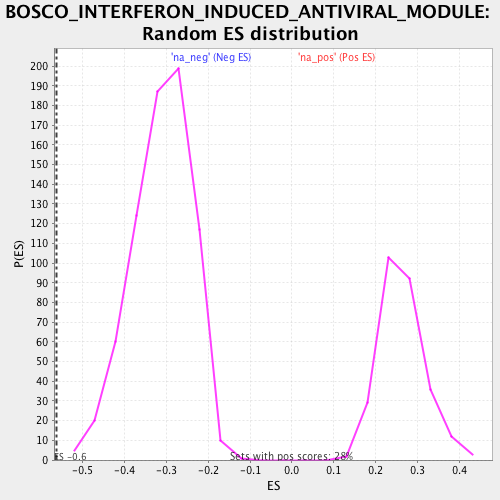 BOSCO_INTERFERON_INDUCED_ANTIVIRAL_MODULE:
Random ES distribution
'na_neg' (Neg ES) 'na_pos' (Pos ES)
200
190
180
170
160
150
140
130
120
110
100
90
80
70
60
50
40
30
20
10
0
P(ES)
ES -0.6
Sets with pos scores: 28%
-0.5 -0.4 -0.3 -0.2 -0.1 0.0 0.1 0.2 0.3 0.4
ES